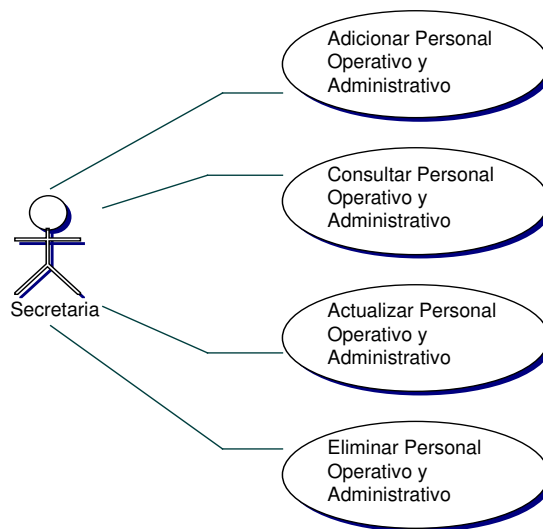 Adicionar Personal
Operativo y
Administrativo
Consultar Personal
Operativo y
Administrativo
Secretaria
Actualizar Personal
Operativo y
Administrativo
Eliminar Personal
Operativo y
Administrativo